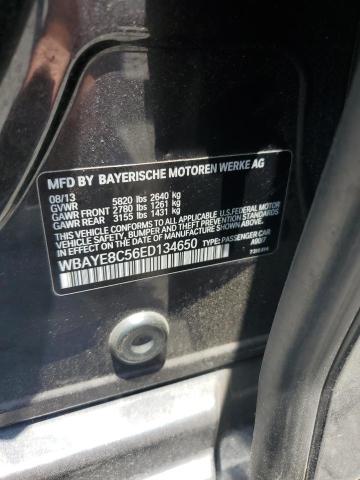 MFD BY BAYERISCHE MOTOREN WERKE AG
08/13
GVWR 5820 lbs 2640 kg
GAWR FRONT 2780 lbs 1261 kg
GAWR REAR 3155 lbs 1431 kg
THIS VEHICLE CONFORMS TO ALL APPLICABLE U.S. FEDERAL MOTOR
VEHICLE SAFETY, BUMPER AND THEFT PREVENTION STANDARDS
IN EFFECT ON THE DATE OF MANUFACTURE SHOWN ABOVE.
WBAYE8C56ED134650 TYPE: PASSENGER CAR